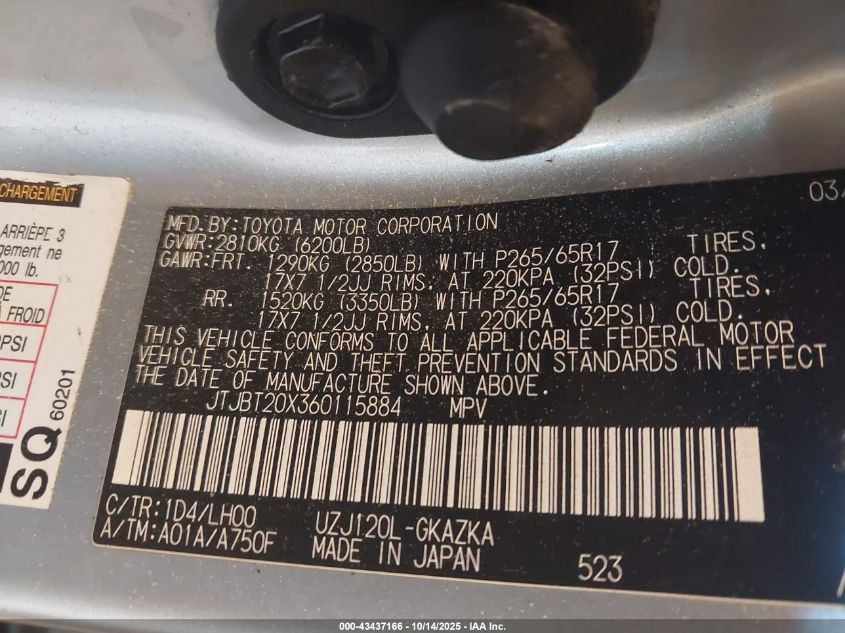 CHARGEMENT
ARRIÈPE 3
gement ne
000 lb.
DE
FROID
PSI
PSI
SI
SQ 60201
03/
MFD.BY:TOYOTA MOTOR CORPORATION
GVWR:2810KG (6200LB)
GAWR:FRT. 1290KG (2850LB) WITH P265/65R17 TIRES,
17X7 1/2JJ RIMS, AT 220KPA (32PSI) COLD.
RR. 1520KG (3350LB) WITH P265/65R17 TIRES,
17X7 1/2JJ RIMS, AT 220KPA (32PSI) COLD.
THIS VEHICLE CONFORMS TO ALL APPLICABLE FEDERAL MOTOR
VEHICLE SAFETY AND THEFT PREVENTION STANDARDS IN EFFECT
THE DATE OF MANUFACTURE SHOWN ABOVE.
JTJBT20X360115884 MPV
C/TR:1D4/LH00 UZJ120L-GKAZKA
A/TM:A01A/A750F MADE IN JAPAN 523
000-43437166 - 10/14/2025 - IAA Inc.